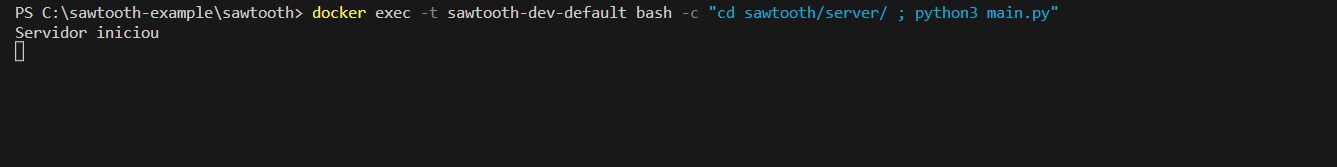 PS C:\sawtooth-example\sawtooth> docker exec -t sawtooth-dev-default bash -c "cd sawtooth/server/ ; python3 main.py"
Servidor iniciou